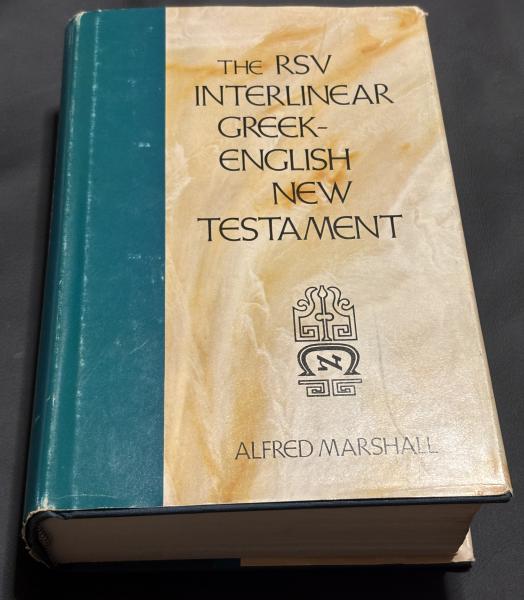 THE RSV
INTERLINEAR
GREEK-
ENGLISH
NEW
TESTAMENT
ALFRED MARSHALL